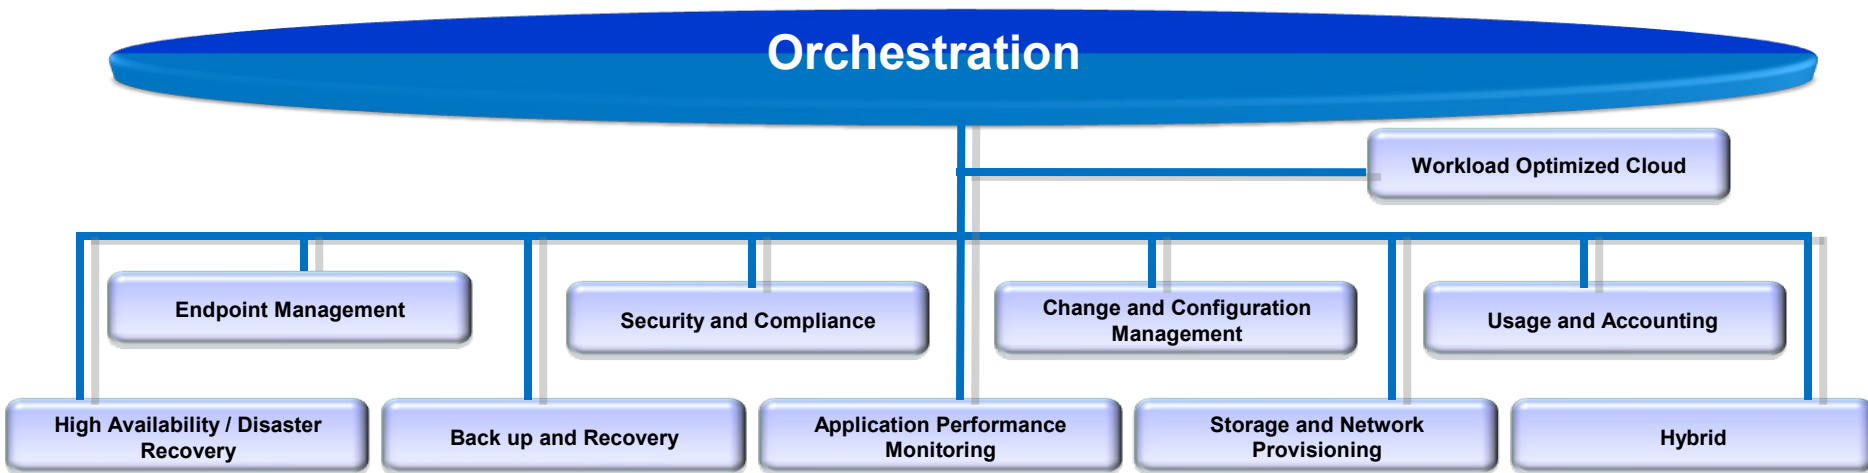 Orchestration
Workload Optimized Cloud
Endpoint Management
Security and Compliance
Change and Configuration
Management
Usage and Accounting
High Availability / Disaster
Recovery
Back up and Recovery
Application Performance
Monitoring
Storage and Network
Provisioning
Hybrid